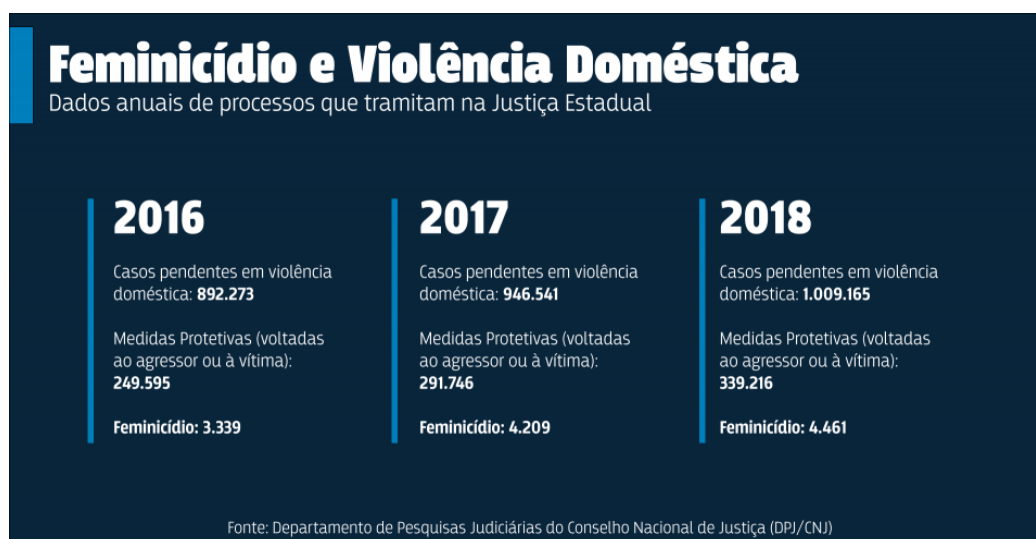 Feminicídio e Violência Doméstica
Dados anuais de processos que tramitam na Justiça Estadual
2016
Casos pendentes em violência
doméstica: 892.273
Medidas Protetivas (voltadas
ao agressor ou à vítima):
249.595
Feminicídio: 3.339
2017
Casos pendentes em violência
doméstica: 946.541
Medidas Protetivas (voltadas
ao agressor ou à vítima):
291.746
Feminicídio: 4.209
2018
Casos pendentes em violência
doméstica: 1.009.165
Medidas Protetivas (voltadas
ao agressor ou à vítima):
339.216
Feminicídio: 4.461
Fonte: Departamento de Pesquisas Judiciárias do Conselho Nacional de Justiça (DPJ/CNJ)